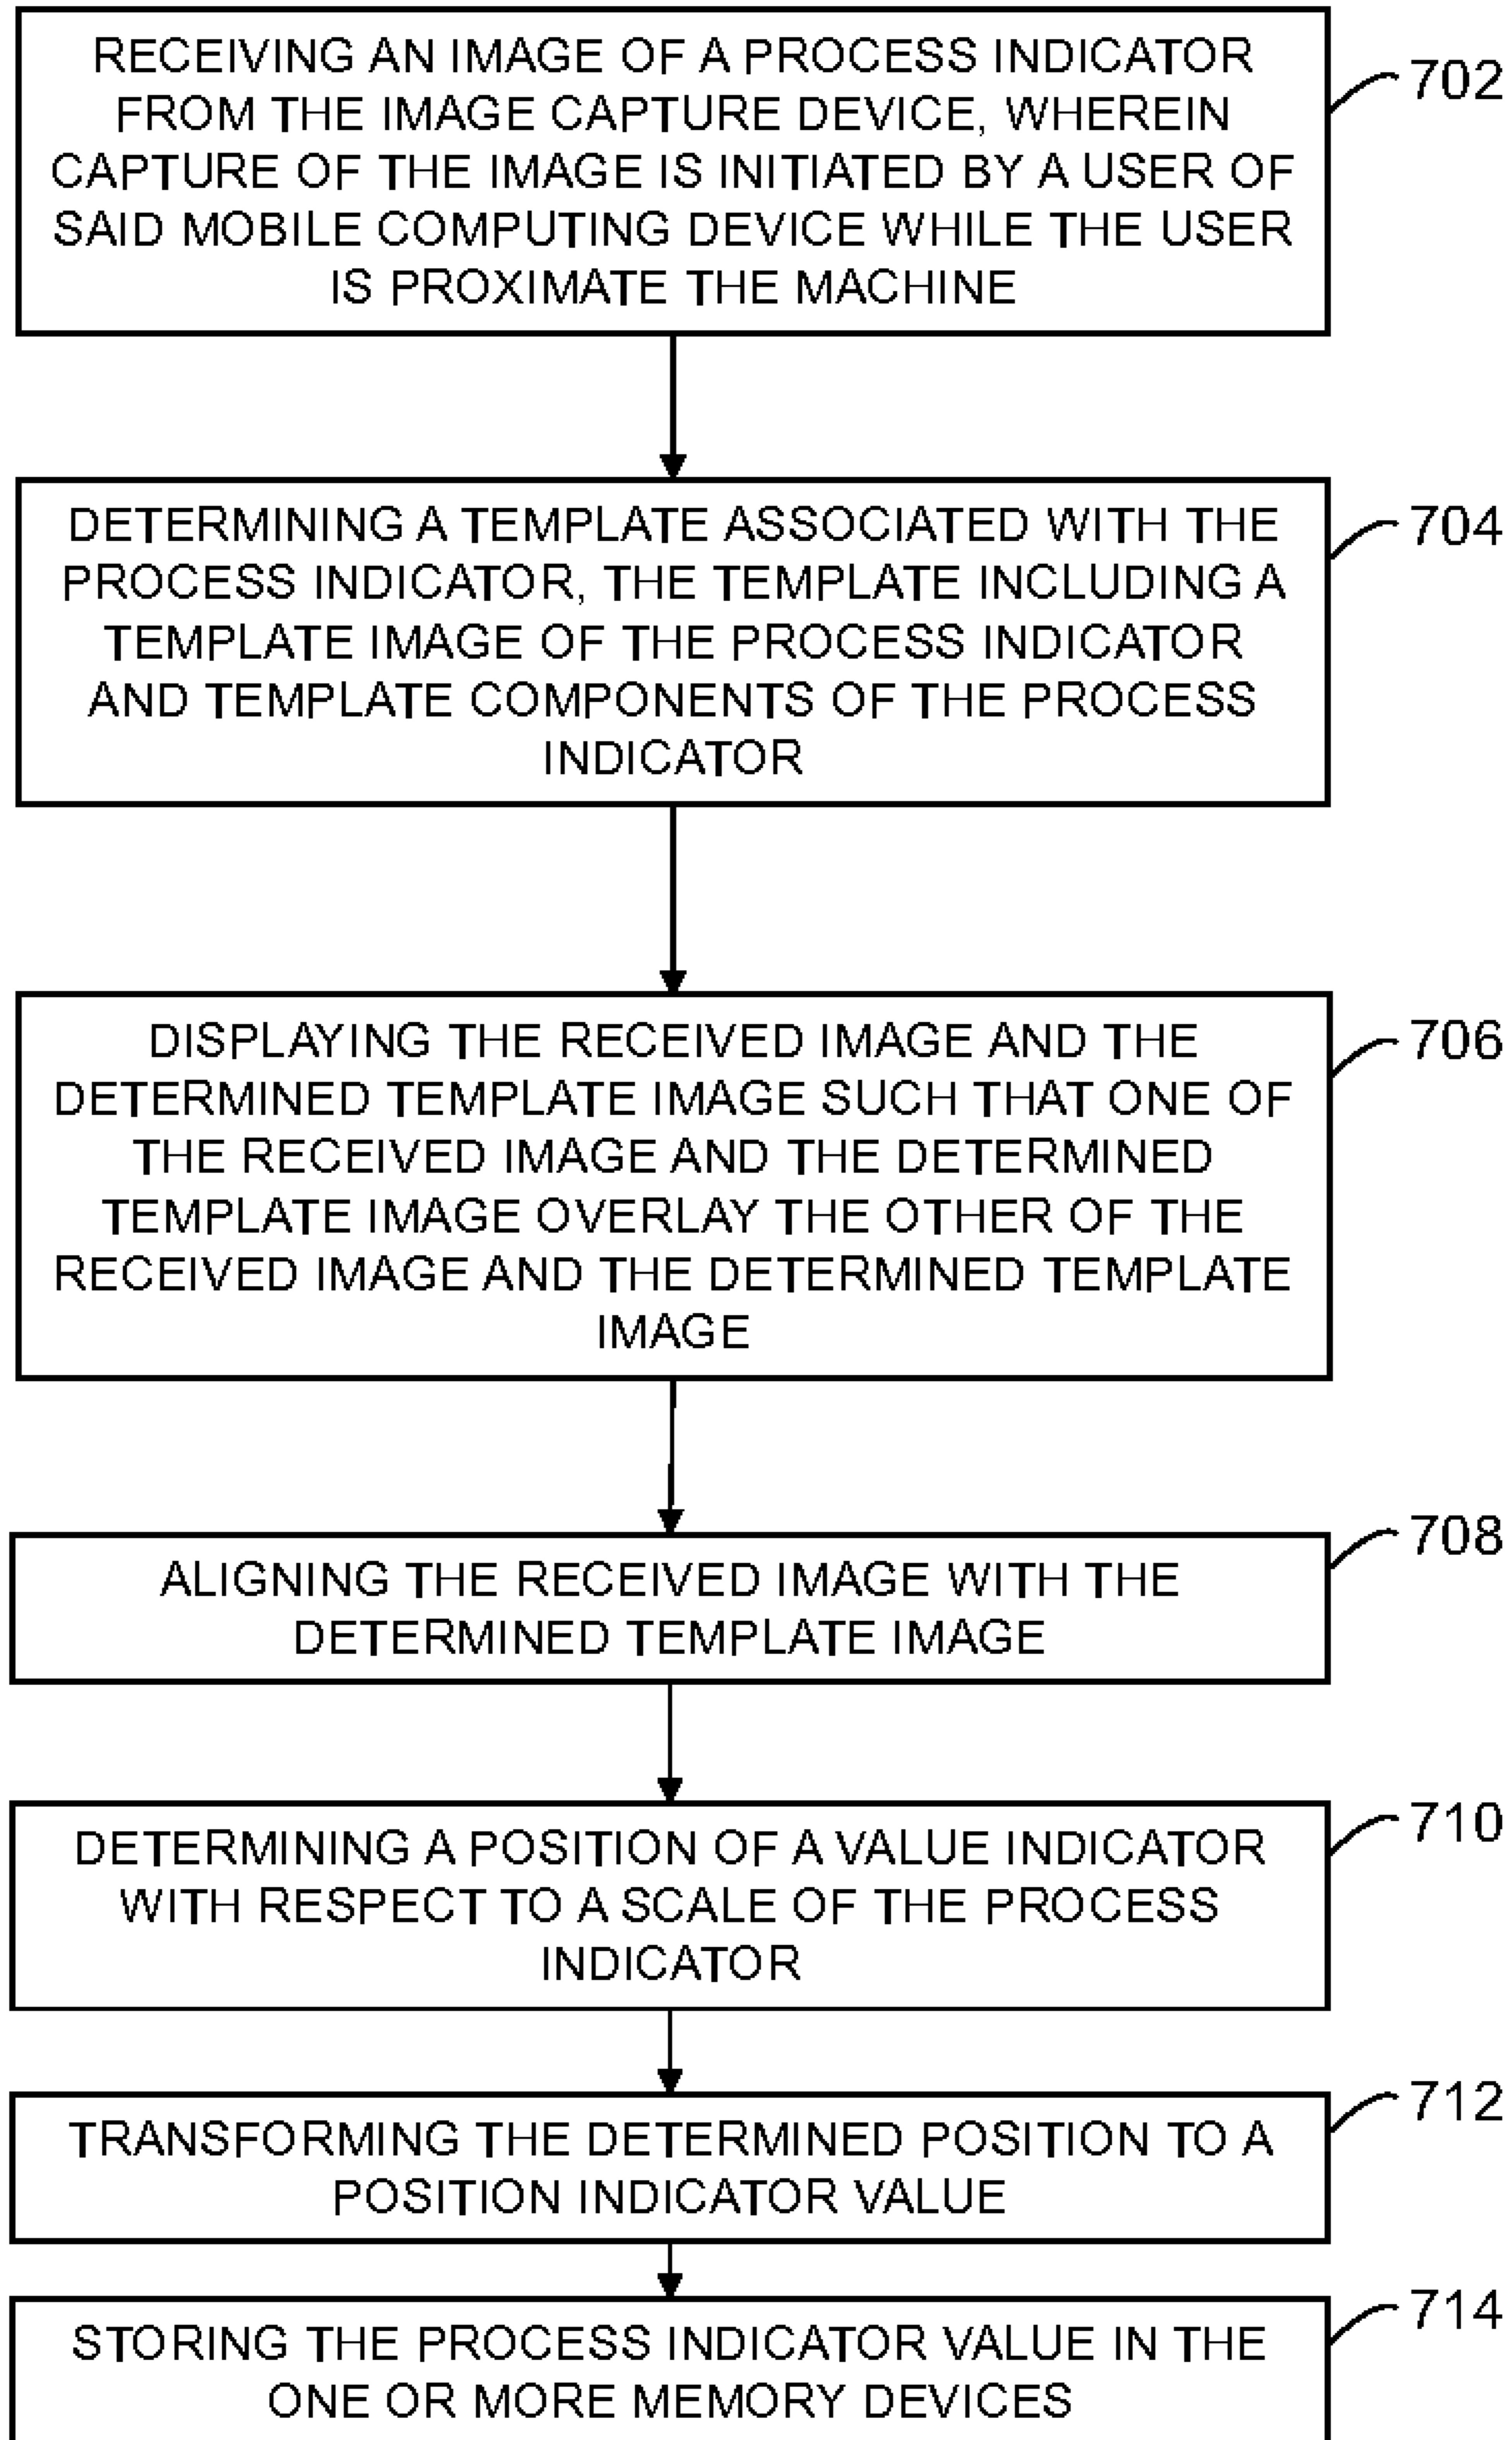 RECEIVING AN IMAGE OF A PROCESS INDICATOR
FROM THE IMAGE CAPTURE DEVICE, WHEREIN
CAPTURE OF THE IMAGE IS INITIATED BY A USER OF
SAID MOBILE COMPUTING DEVICE WHILE THE USER
IS PROXIMATE THE MACHINE
702
DETERMINING A TEMPLATE ASSOCIATED WITH THE
PROCESS INDICATOR, THE TEMPLATE INCLUDING A
TEMPLATE IMAGE OF THE PROCESS INDICATOR
AND TEMPLATE COMPONENTS OF THE PROCESS
INDICATOR
704
DISPLAYING THE RECEIVED IMAGE AND THE
DETERMINED TEMPLATE IMAGE SUCH THAT ONE OF
THE RECEIVED IMAGE AND THE DETERMINED
TEMPLATE IMAGE OVERLAY THE OTHER OF THE
RECEIVED IMAGE AND THE DETERMINED TEMPLATE
IMAGE
706
ALIGNING THE RECEIVED IMAGE WITH THE
DETERMINED TEMPLATE IMAGE
708
DETERMINING A POSITION OF A VALUE INDICATOR
WITH RESPECT TO A SCALE OF THE PROCESS
INDICATOR
710
TRANSFORMING THE DETERMINED POSITION TO A
POSITION INDICATOR VALUE
712
STORING THE PROCESS INDICATOR VALUE IN THE
ONE OR MORE MEMORY DEVICES
714